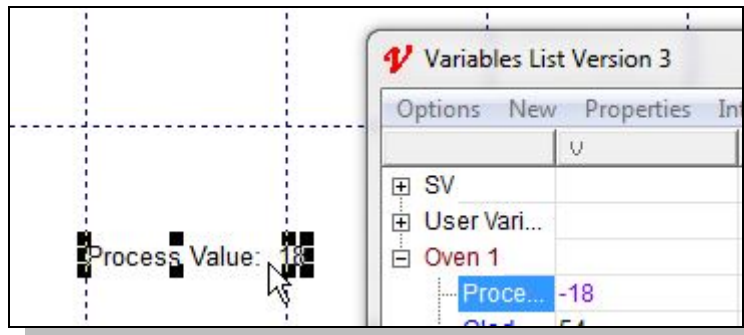 Variables List Version 3
Options New Properties
U
SV
User Vari...
Process Value: 18
Oven 1
Proce... -18